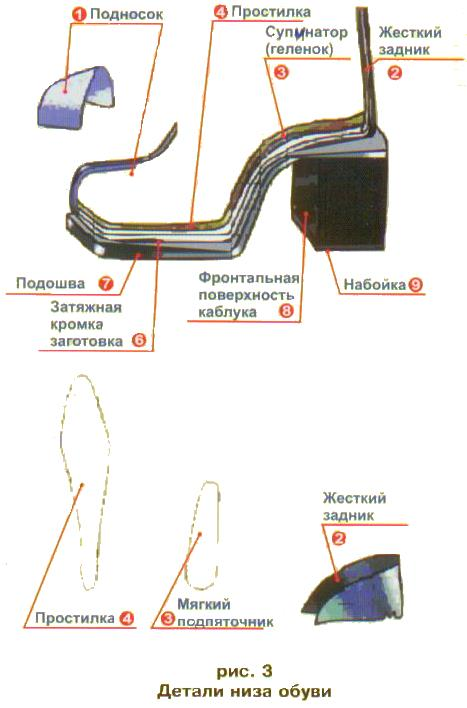 1 Подносок
4 Простилка
Супинатор
(геленок)
3
Жесткий
задник
2
Подошва 7
Затяжная
кромка
заготовка 6
Фронтальная
поверхность
каблука 8
Набойка 9
Простилка 4
3 Мягкий
подпяточник
Жесткий
задник
2
рис. 3
Детали низа обуви